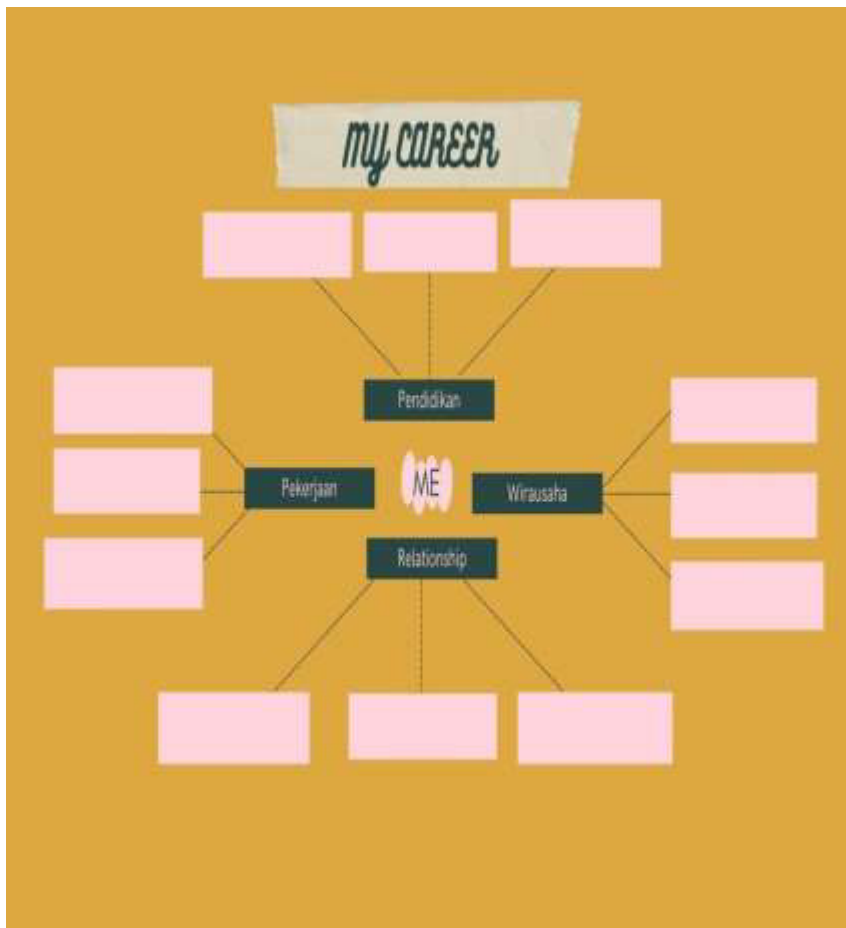 MY CAREER
Pendidikan
Pekerjaan
ME
Wirausaha
Relationship